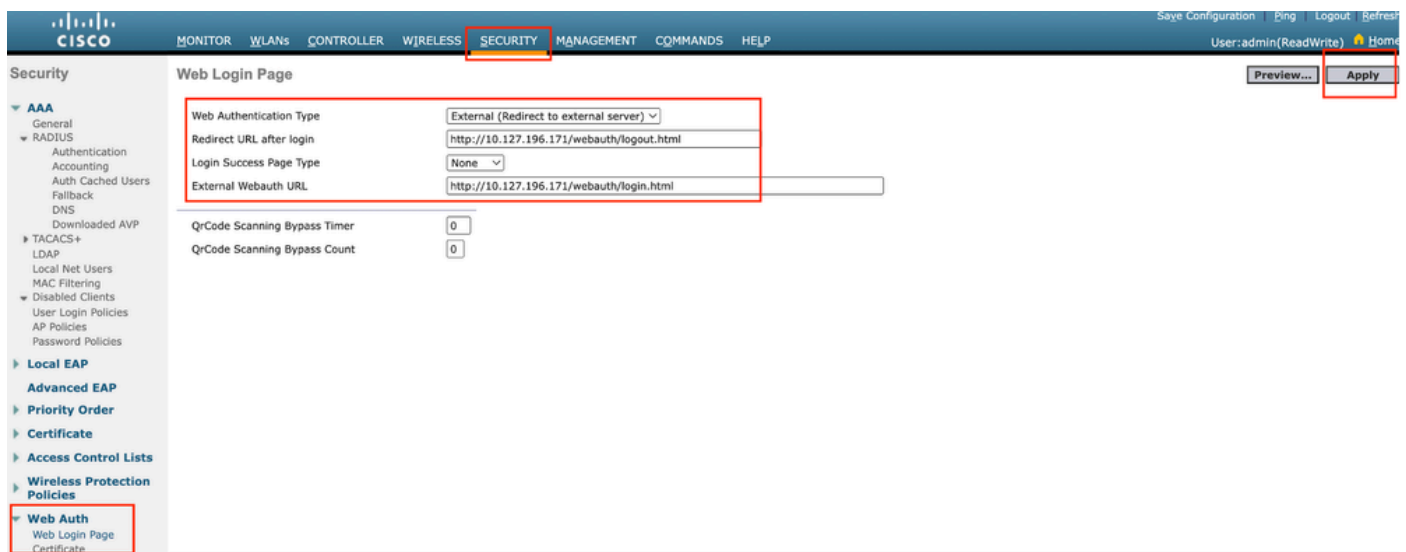 Save Configuration Ping Logout Refresh
CISCO
MONITOR WLANs CONTROLLER WIRELESS SECURITY MANAGEMENT COMMANDS HELP
User:admin(ReadWrite) Home
Security
Web Login Page
Preview... Apply
AAA
General
RADIUS
Authentication
Accounting
Auth Cached Users
Fallback
DNS
Downloaded AVP
TACACS+
LDAP
Local Net Users
MAC Filtering
Disabled Clients
User Login Policies
AP Policies
Password Policies
Local EAP
Advanced EAP
Priority Order
Certificate
Access Control Lists
Wireless Protection
Policies
Web Auth
Web Login Page
Certificate
Web Authentication Type External (Redirect to external server)
Redirect URL after login http://10.127.196.171/webauth/logout.html
Login Success Page Type None
External Webauth URL http://10.127.196.171/webauth/login.html
QrCode Scanning Bypass Timer 0
QrCode Scanning Bypass Count 0